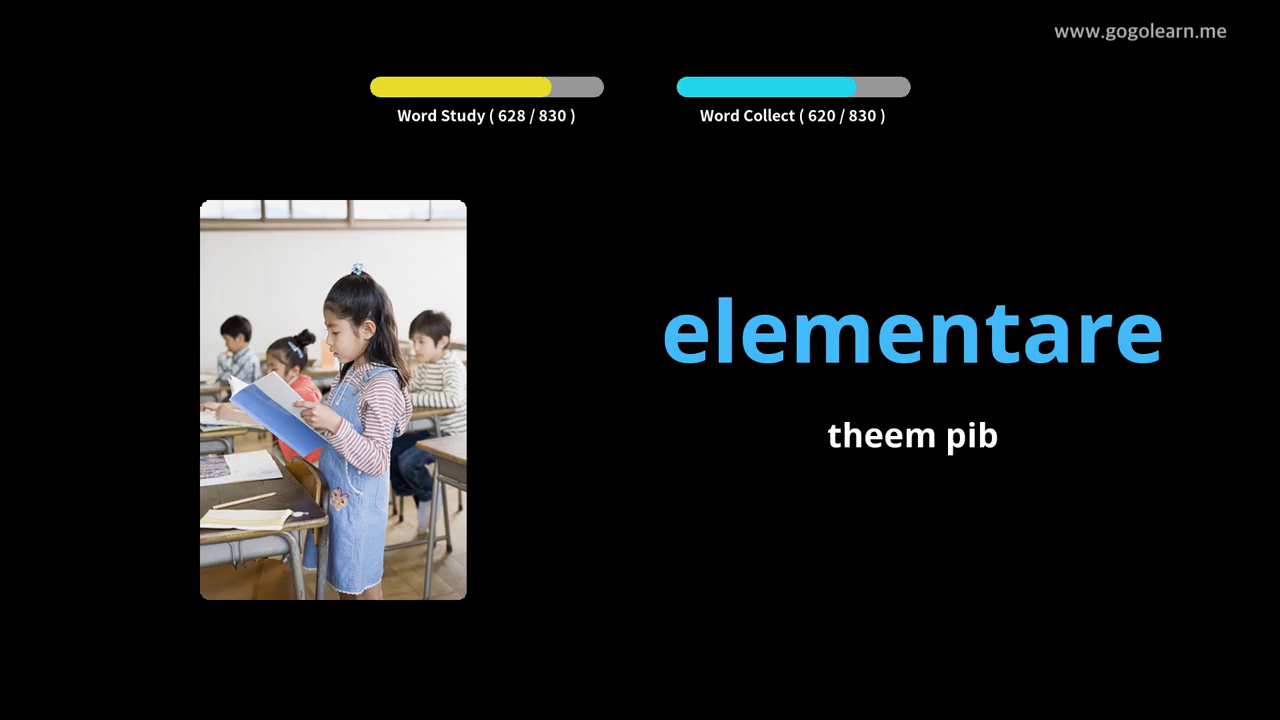 www.gogolearn.me
Word Study ( 628 / 830 )
Word Collect ( 620 / 830 )
elementare
theem pib